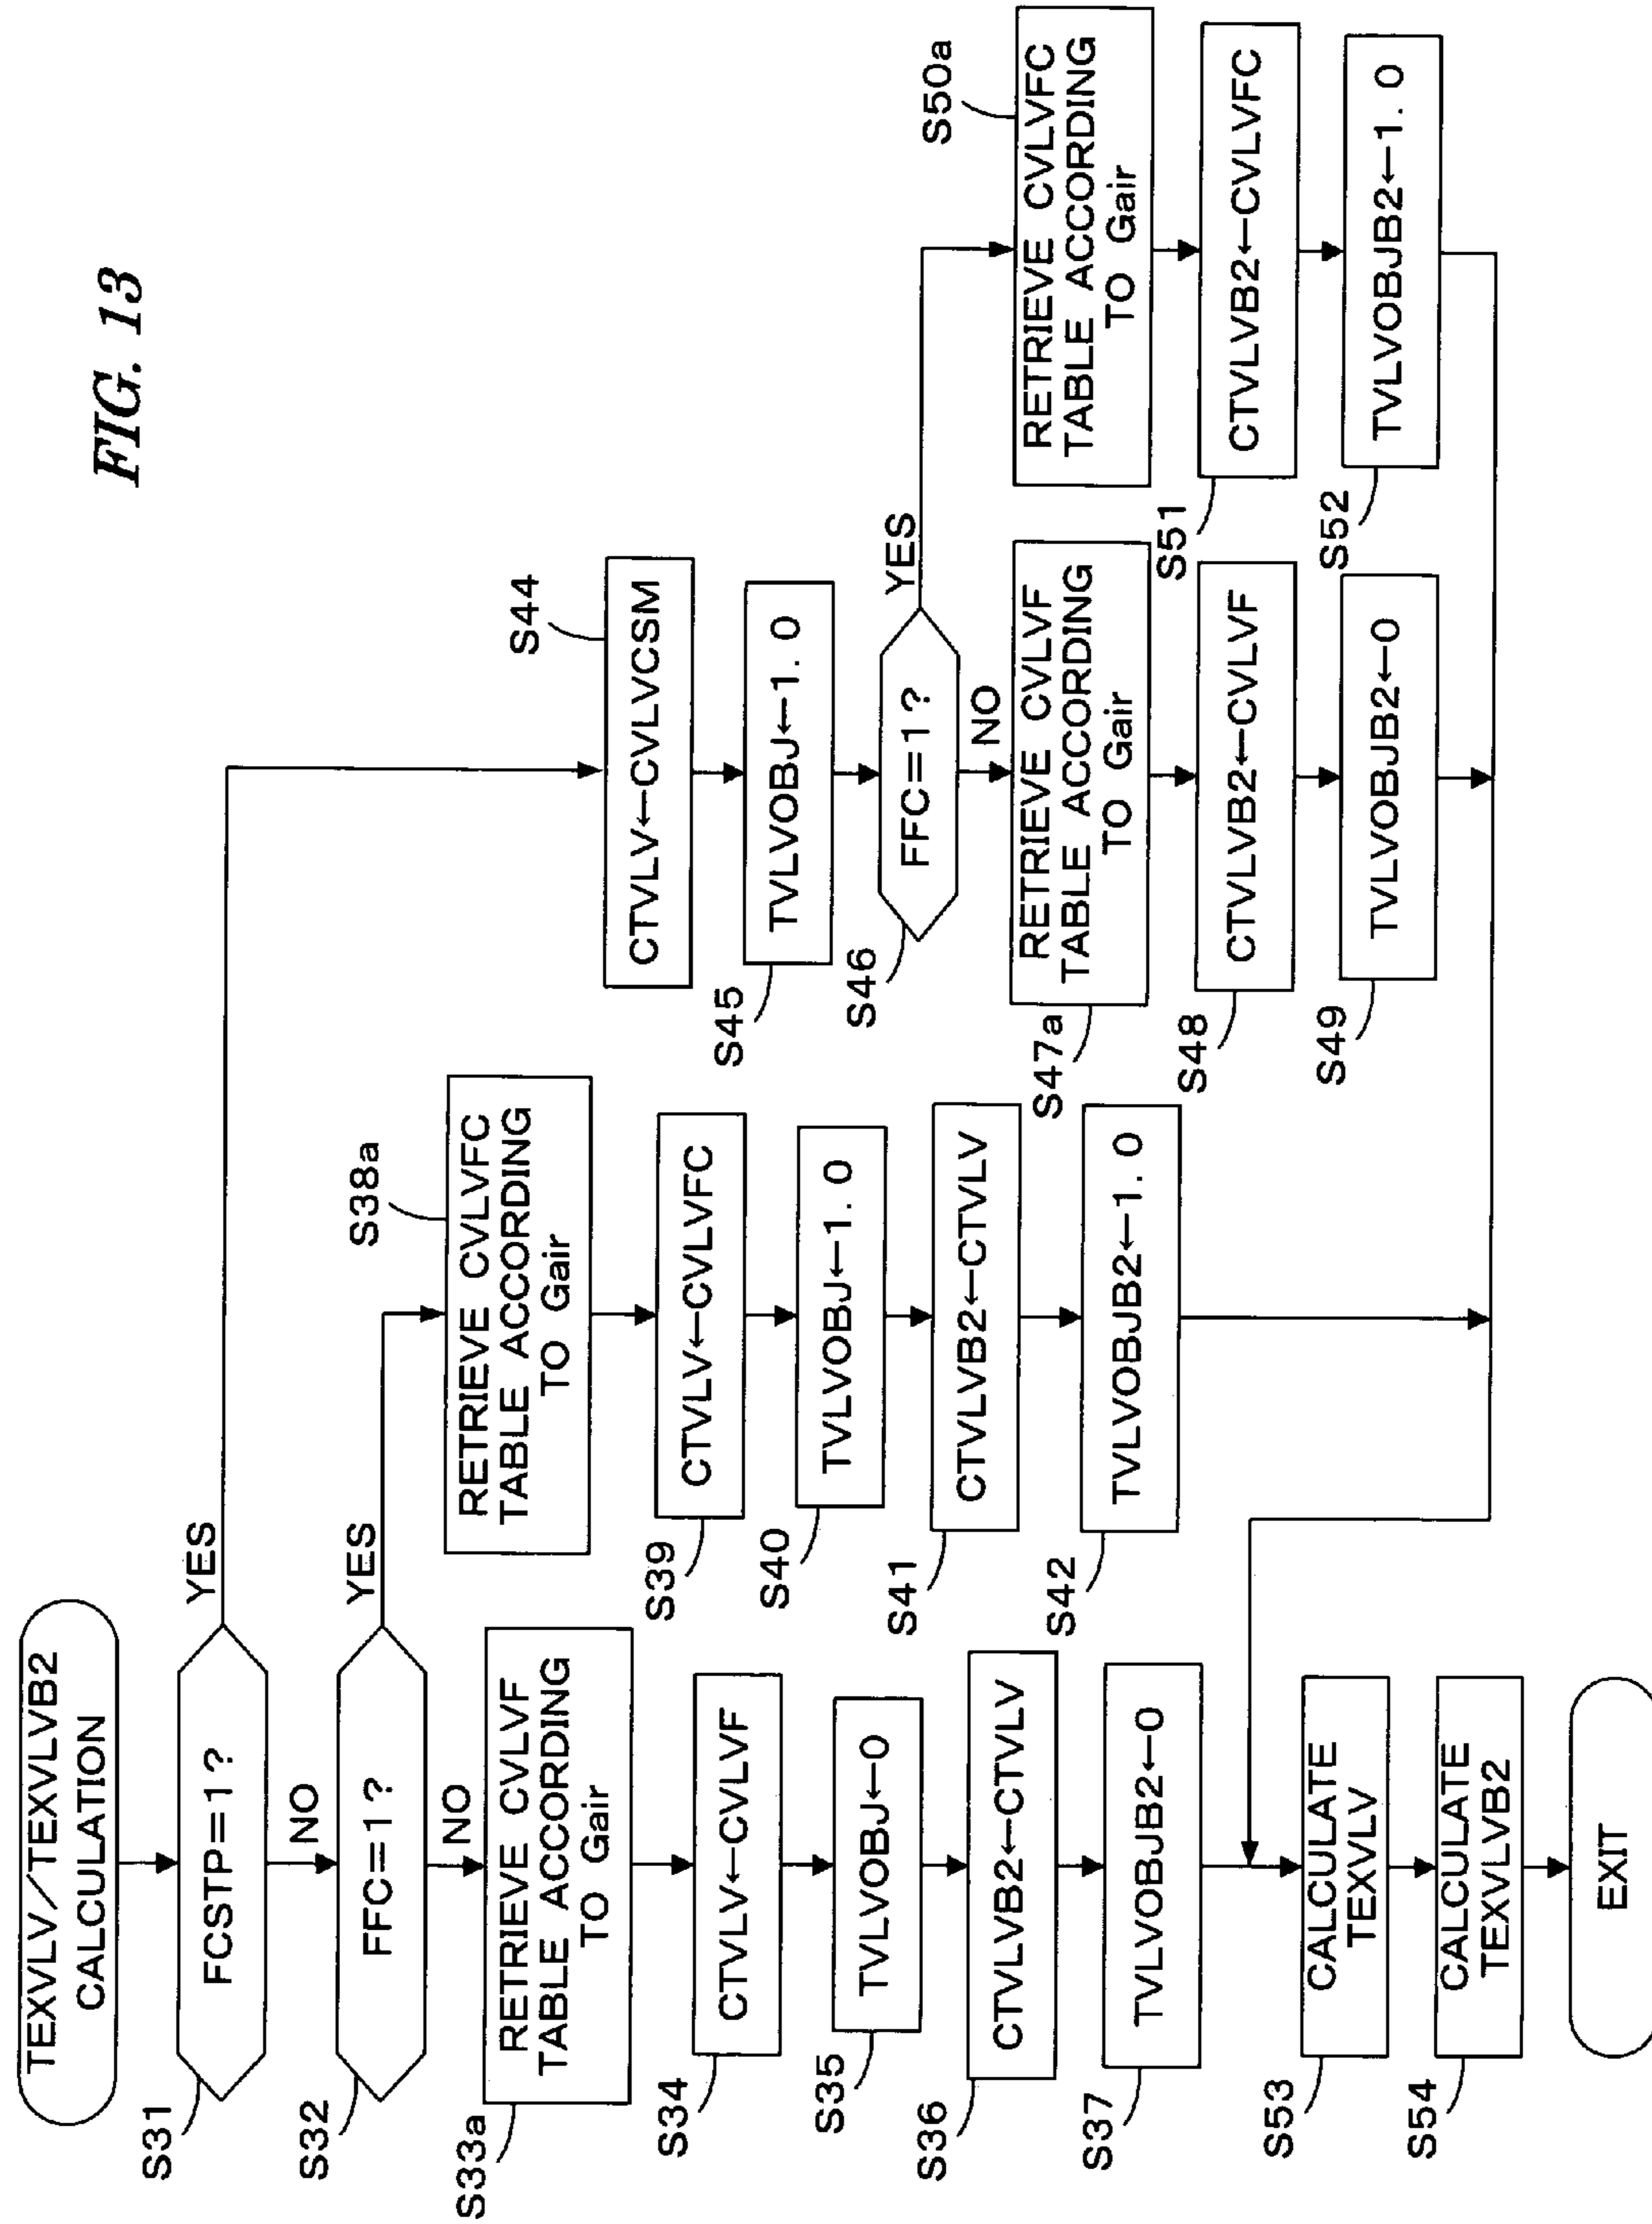 FIG. 13
TEXVLV/TEXVLVB2
CALCULATION
S31
FCSTP=1?
YES
NO
S32
FFC=1?
YES
NO
S33a
RETRIEVE CVLVF
TABLE ACCORDING
TO Gair
S34
CTVLV←CVLVF
S35
TVLVOBJ←0
S36
CTVLVB2←CTVLV
S37
TVLVOBJB2←0
S38a
RETRIEVE CVLVFC
TABLE ACCORDING
TO Gair
S39
CTVLV←CVLVFC
S40
TVLVOBJ←1.0
S41
CTVLVB2←CTVLV
S42
TVLVOBJB2←1.0
S44
CTVLV←CVLVCSM
S45
TVLVOBJ←1.0
S46
FFC=1?
YES
NO
S47a
RETRIEVE CVLVF
TABLE ACCORDING
TO Gair
S48
CTVLVB2←CVLVF
S49
TVLVOBJB2←0
S50a
RETRIEVE CVLVFC
TABLE ACCORDING
TO Gair
S51
CTVLVB2←CVLVFC
S52
TVLVOBJB2←1.0
S53
CALCULATE
TEXVLV
S54
CALCULATE
TEXVLVB2
EXIT